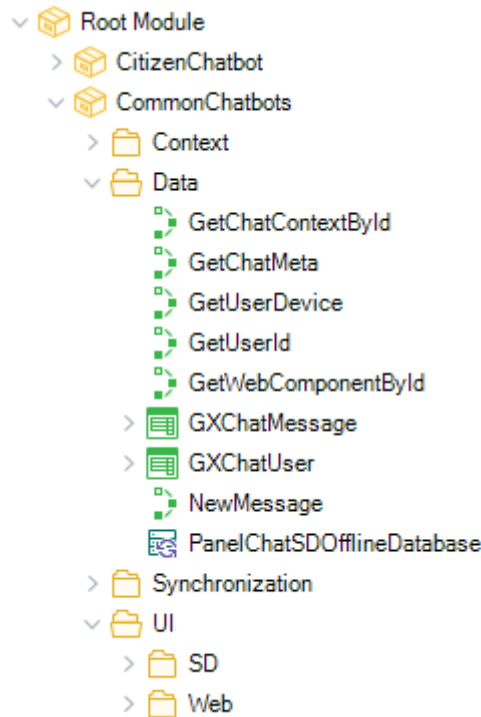 Root Module
CitizenChatbot
CommonChatbots
Context
Data
GetChatContextById
GetChatMeta
GetUserDevice
GetUserId
GetWebComponentById
GXChatMessage
GXChatUser
NewMessage
PanelChatSDOfflineDatabase
Synchronization
UI
SD
Web